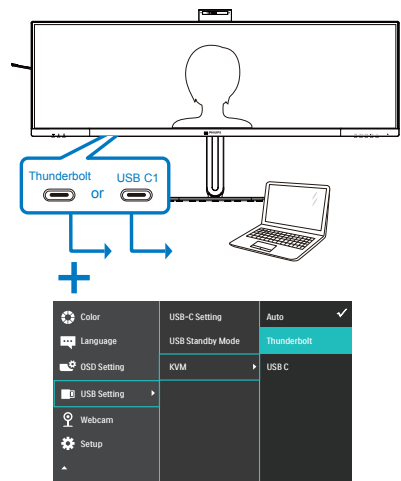 PHILIPS
Thunderbolt
or
USB C1
Color
USB-C Setting
Auto
Language
USB Standby Mode
Thunderbolt
OSD Setting
KVM
USB C
USB Setting
Webcam
Setup